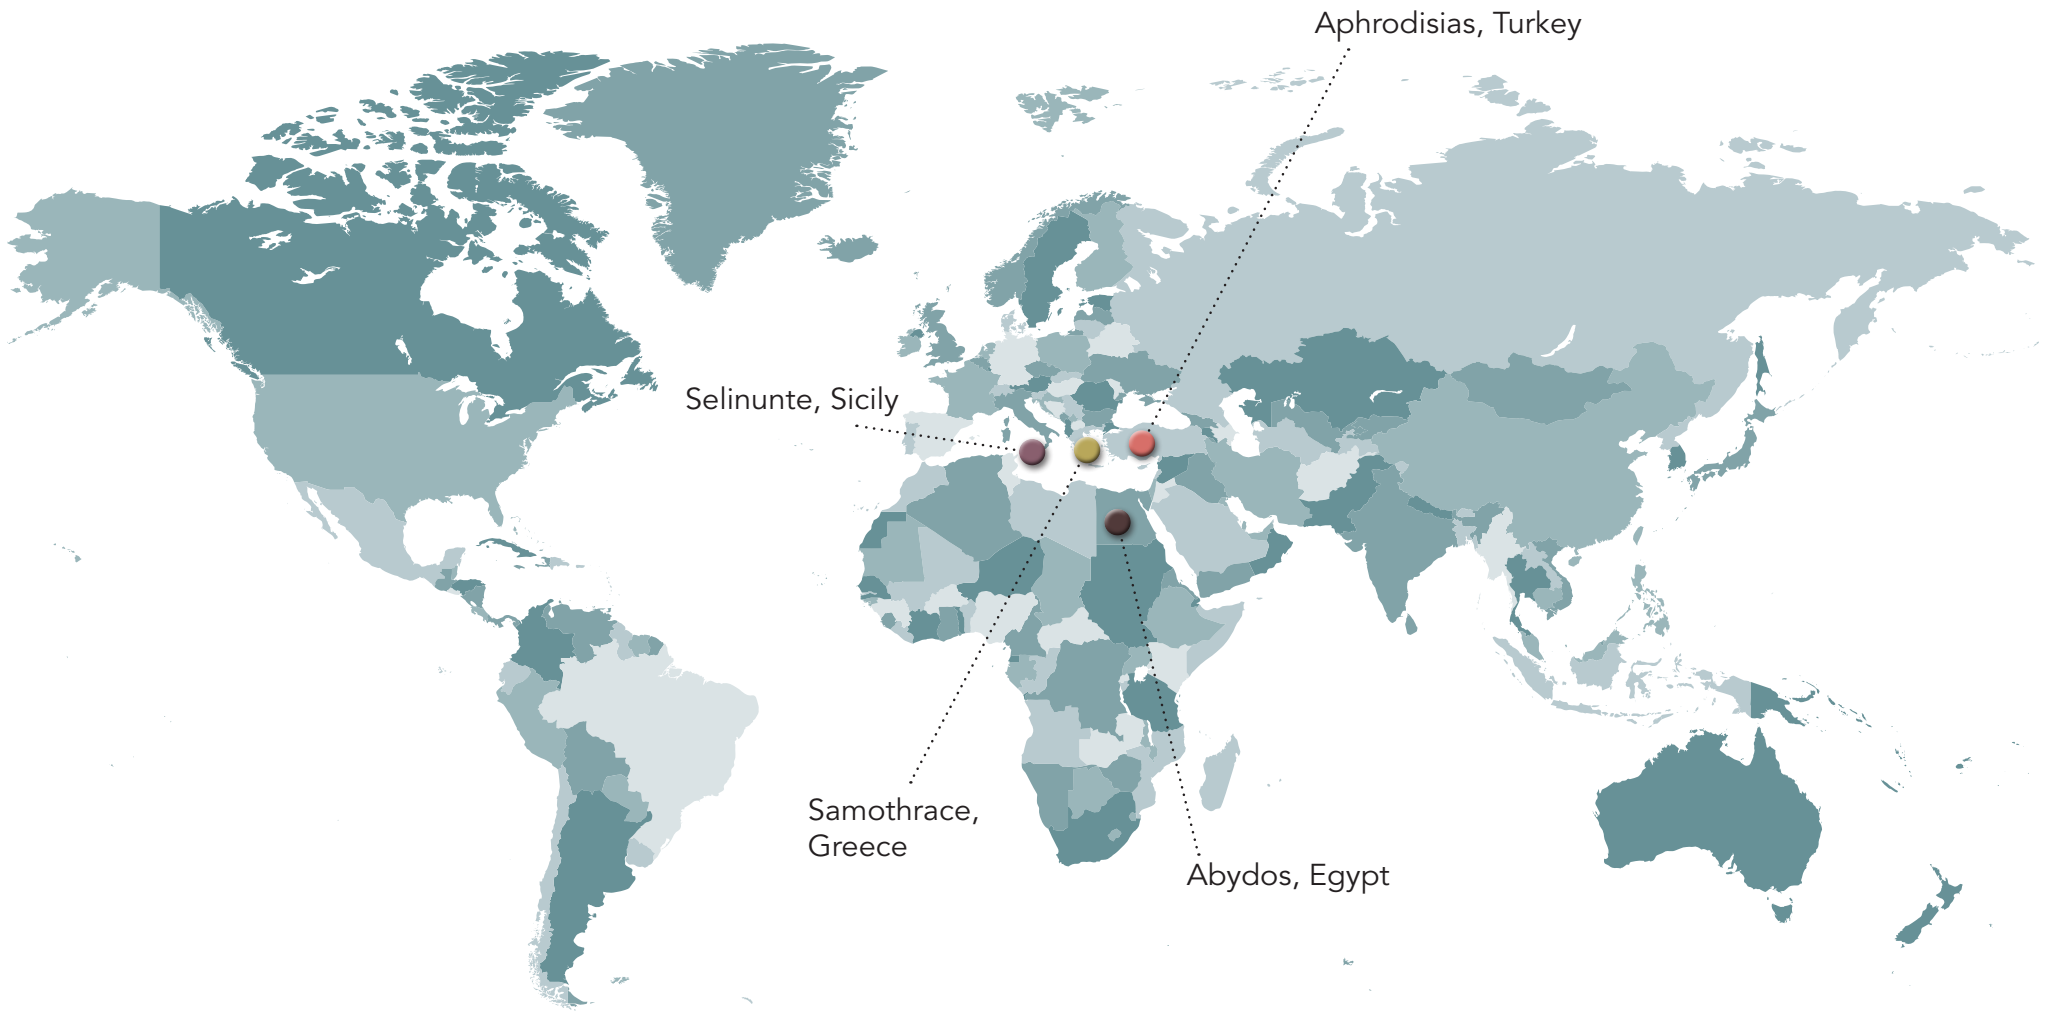 Aphrodisias, Turkey
Selinunte, Sicily
Samothrace,
Greece
Abydos, Egypt